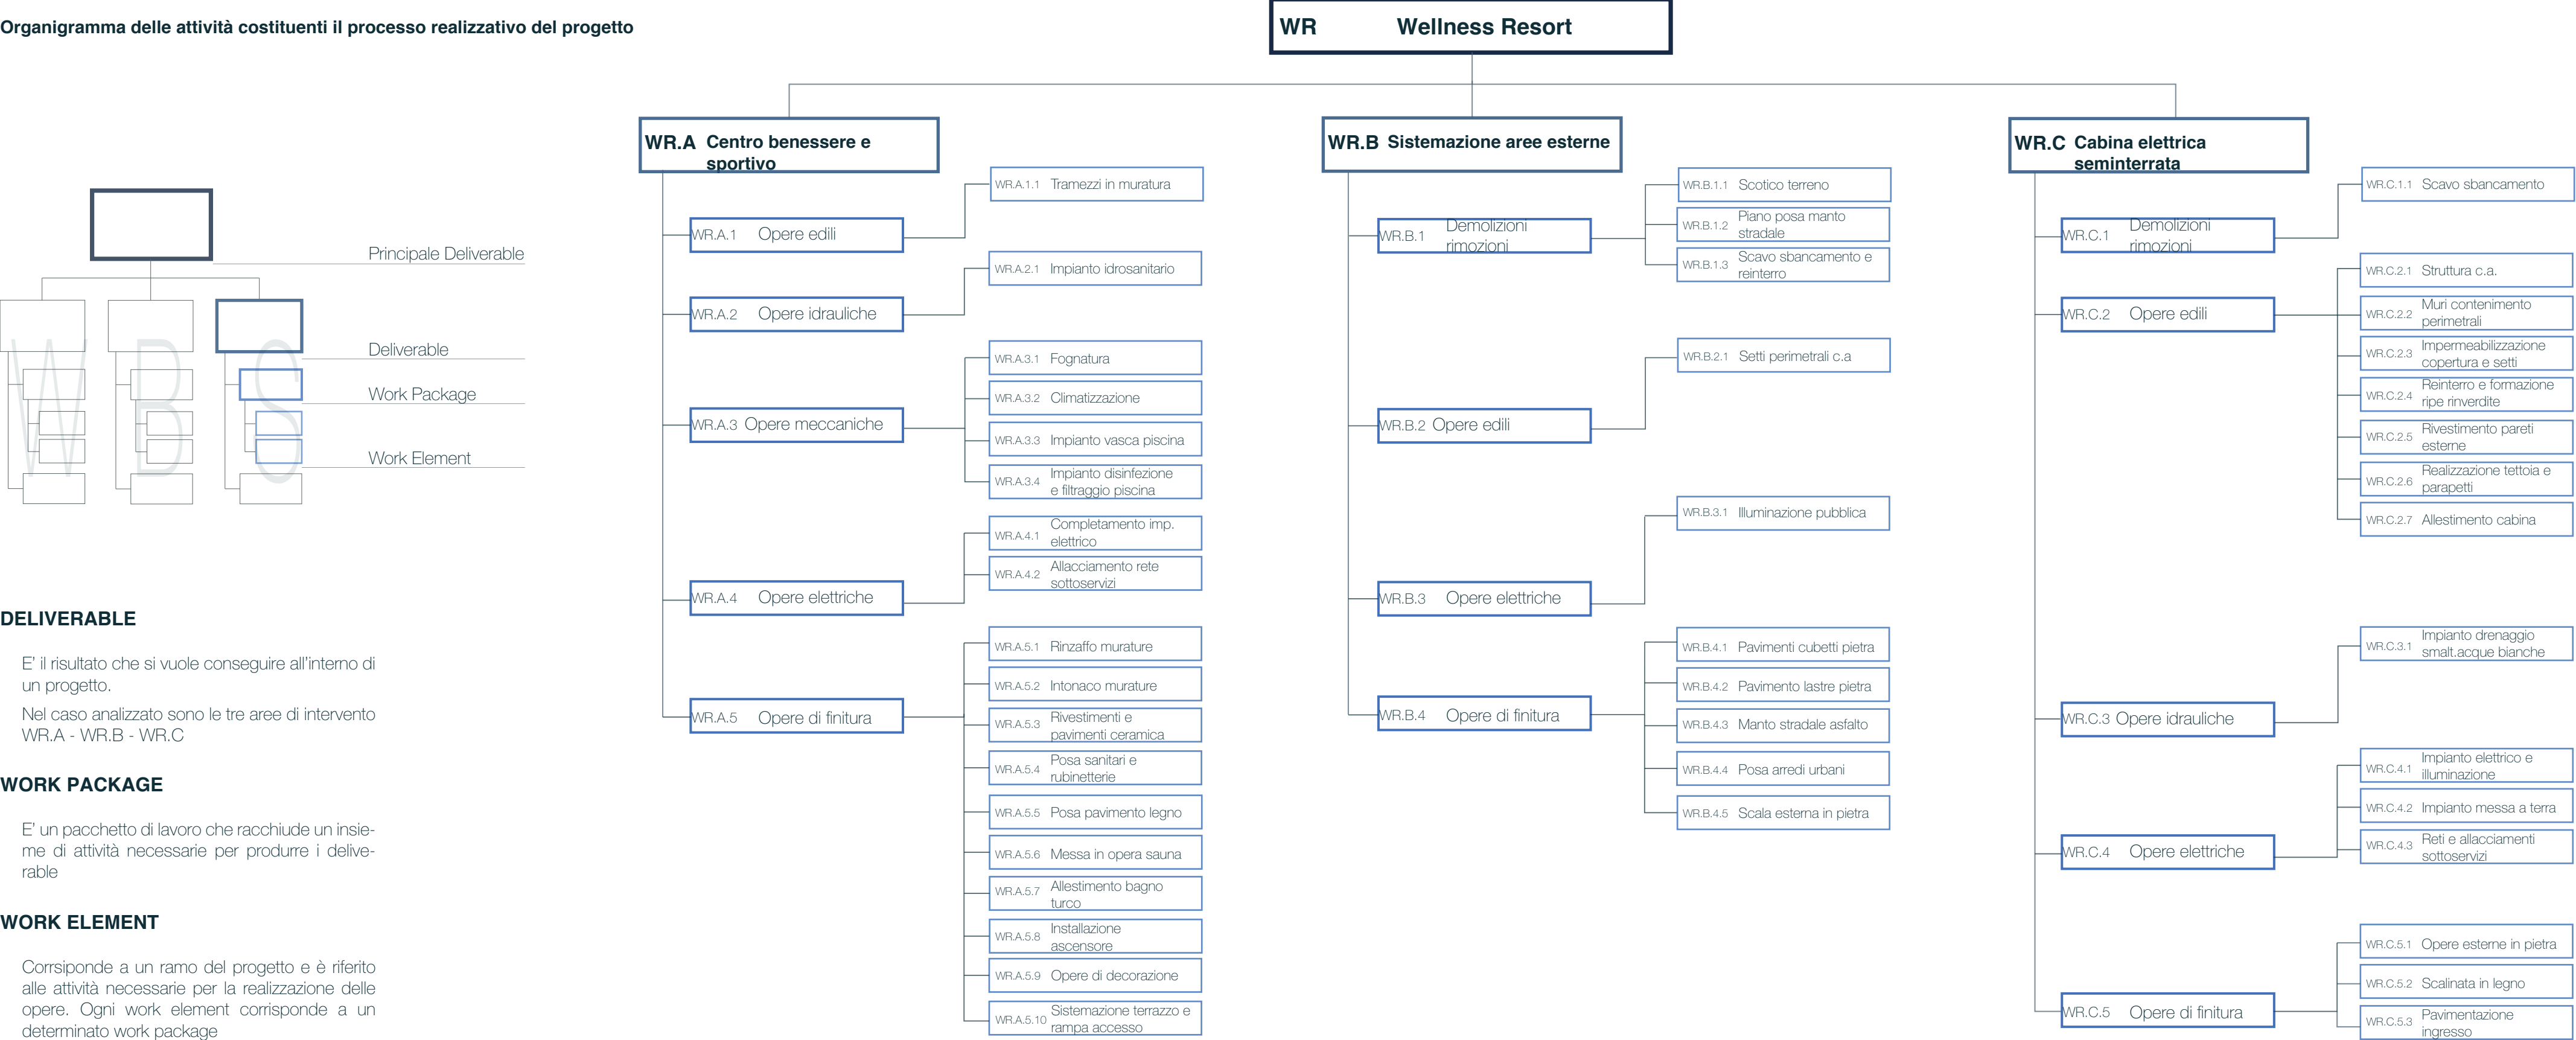 Organigramma delle attività costituenti il processo realizzativo del progetto
WR Wellness Resort
Principale Deliverable
Deliverable
Work Package
Work Element
WBS
DELIVERABLE
E' il risultato che si vuole conseguire all'interno di
un progetto.
Nel caso analizzato sono le tre aree di intervento
WR.A - WR.B - WR.C
WORK PACKAGE
E' un pacchetto di lavoro che racchiude un insie-
me di attività necessarie per produrre i delive-
rable
WORK ELEMENT
Corrsiponde a un ramo del progetto e è riferito
alle attività necessarie per la realizzazione delle
opere. Ogni work element corrisponde a un
determinato work package
WR.A Centro benessere e
sportivo
WR.A.1 Opere edili
WR.A.1.1 Tramezzi in muratura
WR.A.2 Opere idrauliche
WR.A.2.1 Impianto idrosanitario
WR.A.3 Opere meccaniche
WR.A.3.1 Fognatura
WR.A.3.2 Climatizzazione
WR.A.3.3 Impianto vasca piscina
WR.A.3.4 Impianto disinfezione
e filtraggio piscina
WR.A.4 Opere elettriche
WR.A.4.1 Completamento imp.
elettrico
WR.A.4.2 Allacciamento rete
sottoservizi
WR.A.5 Opere di finitura
WR.A.5.1 Rinzaffo murature
WR.A.5.2 Intonaco murature
WR.A.5.3 Rivestimenti e
pavimenti ceramica
WR.A.5.4 Posa sanitari e
rubinetterie
WR.A.5.5 Posa pavimento legno
WR.A.5.6 Messa in opera sauna
WR.A.5.7 Allestimento bagno
turco
WR.A.5.8 Installazione
ascensore
WR.A.5.9 Opere di decorazione
WR.A.5.10 Sistemazione terrazzo e
rampa accesso
WR.B Sistemazione aree esterne
WR.B.1 Demolizioni
rimozioni
WR.B.1.1 Scotico terreno
WR.B.1.2 Piano posa manto
stradale
WR.B.1.3 Scavo sbancamento e
reinterro
WR.B.2 Opere edili
WR.B.2.1 Setti perimetrali c.a
WR.B.3 Opere elettriche
WR.B.3.1 Illuminazione pubblica
WR.B.4 Opere di finitura
WR.B.4.1 Pavimenti cubetti pietra
WR.B.4.2 Pavimento lastre pietra
WR.B.4.3 Manto stradale asfalto
WR.B.4.4 Posa arredi urbani
WR.B.4.5 Scala esterna in pietra
WR.C Cabina elettrica
seminterrata
WR.C.1 Demolizioni
rimozioni
WR.C.1.1 Scavo sbancamento
WR.C.2 Opere edili
WR.C.2.1 Struttura c.a.
WR.C.2.2 Muri contenimento
perimetrali
WR.C.2.3 Impermeabilizzazione
copertura e setti
WR.C.2.4 Reinterro e formazione
ripe rinverdite
WR.C.2.5 Rivestimento pareti
esterne
WR.C.2.6 Realizzazione tettoia e
parapetti
WR.C.2.7 Allestimento cabina
WR.C.3 Opere idrauliche
WR.C.3.1 Impianto drenaggio
smalt.acque bianche
WR.C.4 Opere elettriche
WR.C.4.1 Impianto elettrico e
illuminazione
WR.C.4.2 Impianto messa a terra
WR.C.4.3 Reti e allacciamenti
sottoservizi
WR.C.5 Opere di finitura
WR.C.5.1 Opere esterne in pietra
WR.C.5.2 Scalinata in legno
WR.C.5.3 Pavimentazione
ingresso